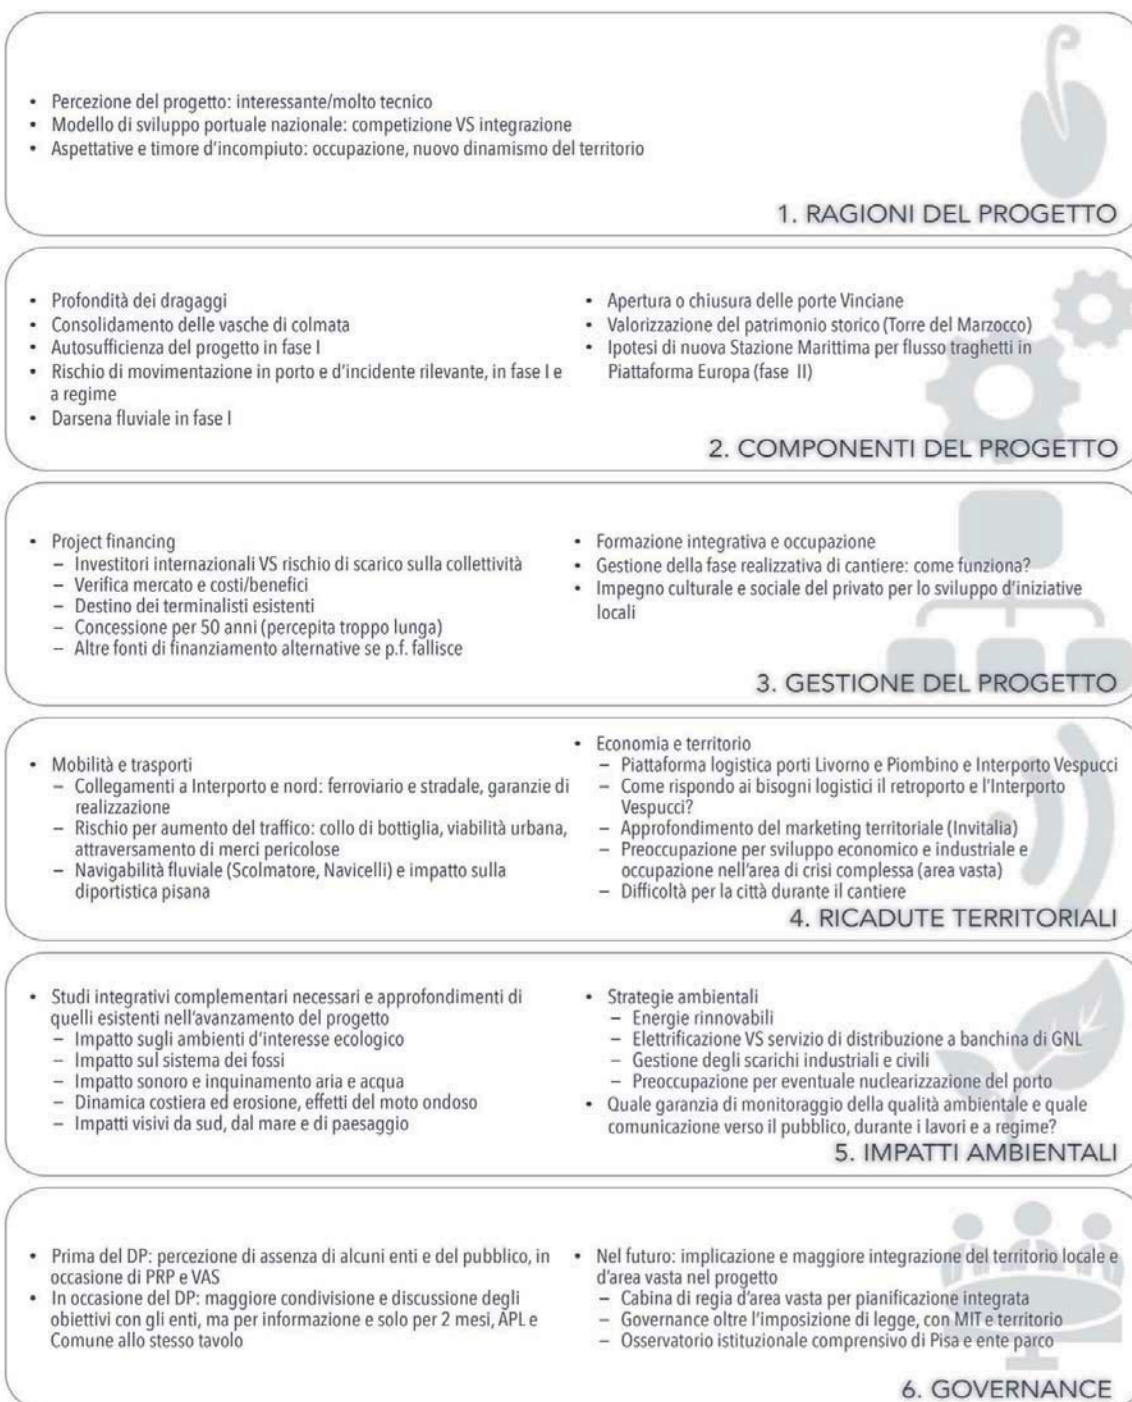 • Percezione del progetto: interessante/molto tecnico
• Modello di sviluppo portuale nazionale: competizione VS integrazione
• Aspettative e timore d'incompiuto: occupazione, nuovo dinamismo del territorio
1. RAGIONI DEL PROGETTO
• Profondità dei dragaggi
• Consolidamento delle vasche di colmata
• Autosufficienza del progetto in fase I
• Rischio di movimentazione in porto e d'incidente rilevante, in fase I e
a regime
• Darsena fluviale in fase I
• Apertura o chiusura delle porte Vinciane
• Valorizzazione del patrimonio storico (Torre del Marzocco)
• Ipotesi di nuova Stazione Marittima per flusso traghetti in
Piattaforma Europa (fase II)
2. COMPONENTI DEL PROGETTO
• Project financing
– Investitori internazionali VS rischio di scarico sulla collettività
– Verifica mercato e costi/benefici
– Destino dei terminalisti esistenti
– Concessione per 50 anni (percepita troppo lunga)
– Altre fonti di finanziamento alternative se p.f. fallisce
• Formazione integrativa e occupazione
• Gestione della fase realizzativa di cantiere: come funziona?
• Impegno culturale e sociale del privato per lo sviluppo d'iniziative
locali
3. GESTIONE DEL PROGETTO
• Mobilità e trasporti
– Collegamenti a Interporto e nord: ferroviario e stradale, garanzie di
realizzazione
– Rischio per aumento del traffico: collo di bottiglia, viabilità urbana,
attraversamento di merci pericolose
– Navigabilità fluviale (Scolmatore, Navicelli) e impatto sulla
diportistica pisana
• Economia e territorio
– Piattaforma logistica porti Livorno e Piombino e Interporto Vespucci
– Come rispondo ai bisogni logistici il retroporto e l'Interporto
Vespucci?
– Approfondimento del marketing territoriale (Invitalia)
– Preoccupazione per sviluppo economico e industriale e
occupazione nell'area di crisi complessa (area vasta)
– Difficoltà per la città durante il cantiere
4. RICADUTE TERRITORIALI
• Studi integrativi complementari necessari e approfondimenti di
quelli esistenti nell'avanzamento del progetto
– Impatto sugli ambienti d'interesse ecologico
– Impatto sul sistema dei fossi
– Impatto sonoro e inquinamento aria e acqua
– Dinamica costiera ed erosione, effetti del moto ondoso
– Impatti visivi da sud, dal mare e di paesaggio
• Strategie ambientali
– Energie rinnovabili
– Elettrificazione VS servizio di distribuzione a banchina di GNL
– Gestione degli scarichi industriali e civili
– Preoccupazione per eventuale nuclearizzazione del porto
• Quale garanzia di monitoraggio della qualità ambientale e quale
comunicazione verso il pubblico, durante i lavori e a regime?
5. IMPATTI AMBIENTALI
• Prima del DP: percezione di assenza di alcuni enti e del pubblico, in
occasione di PRP e VAS
• In occasione del DP: maggiore condivisione e discussione degli
obiettivi con gli enti, ma per informazione e solo per 2 mesi, APL e
Comune allo stesso tavolo
• Nel futuro: implicazione e maggiore integrazione del territorio locale e
d'area vasta nel progetto
– Cabina di regia d'area vasta per pianificazione integrata
– Governance oltre l'imposizione di legge, con MIT e territorio
– Osservatorio istituzionale comprensivo di Pisa e ente parco
6. GOVERNANCE